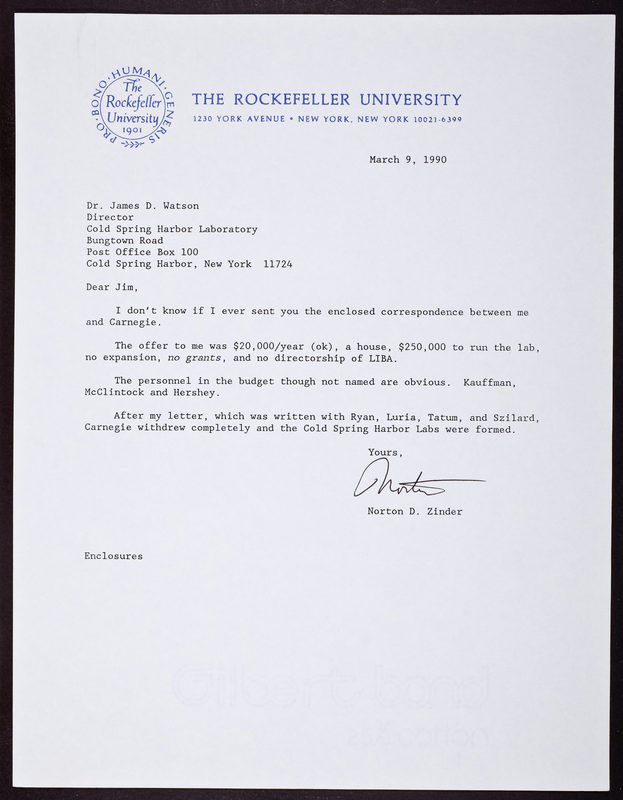 PRO · BONO · HUMANI · GENERIS
The
Rockefeller
University
1901
THE ROCKEFELLER UNIVERSITY
1230 YORK AVENUE • NEW YORK, NEW YORK 10021-6399
March 9, 1990
Dr. James D. Watson
Director
Cold Spring Harbor Laboratory
Bungtown Road
Post Office Box 100
Cold Spring Harbor, New York 11724
Dear Jim,
I don't know if I ever sent you the enclosed correspondence between me
and Carnegie.
The offer to me was $20,000/year (ok), a house, $250,000 to run the lab,
no expansion, no grants, and no directorship of LIBA.
The personnel in the budget though not named are obvious. Kauffman,
McClintock and Hershey.
After my letter, which was written with Ryan, Luria, Tatum, and Szilard,
Carnegie withdrew completely and the Cold Spring Harbor Labs were formed.
Yours,
Norton
Norton D. Zinder
Enclosures
Gilbert bond